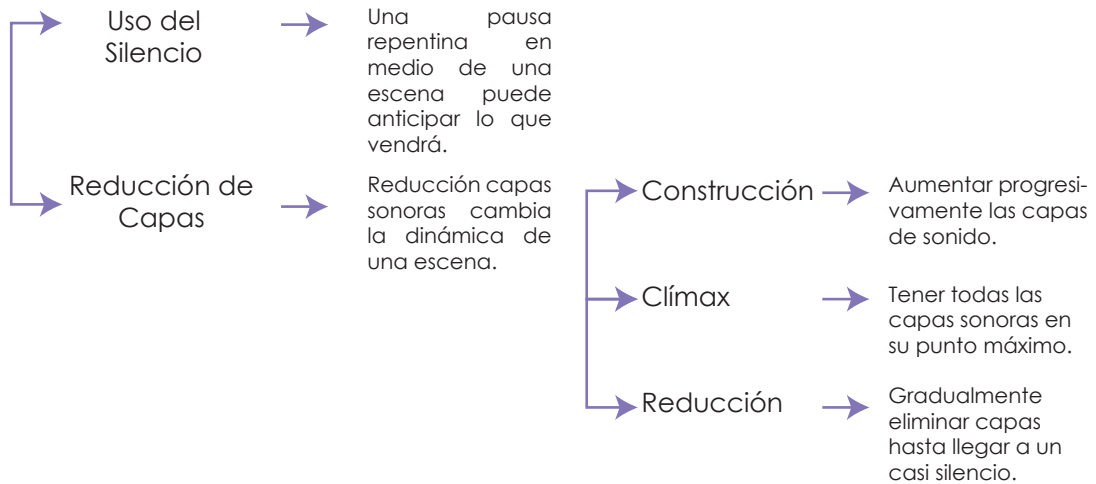 Uso del
Silencio
Una pausa
repentina en
medio de una
escena puede
anticipar lo que
vendrá.
Reducción de
Capas
Reducción capas
sonoras cambia
la dinámica de
una escena.
Construcción
Aumentar progresi-
vamente las capas
de sonido.
Clímax
Tener todas las
capas sonoras en
su punto máximo.
Reducción
Gradualmente
eliminar capas
hasta llegar a un
casi silencio.